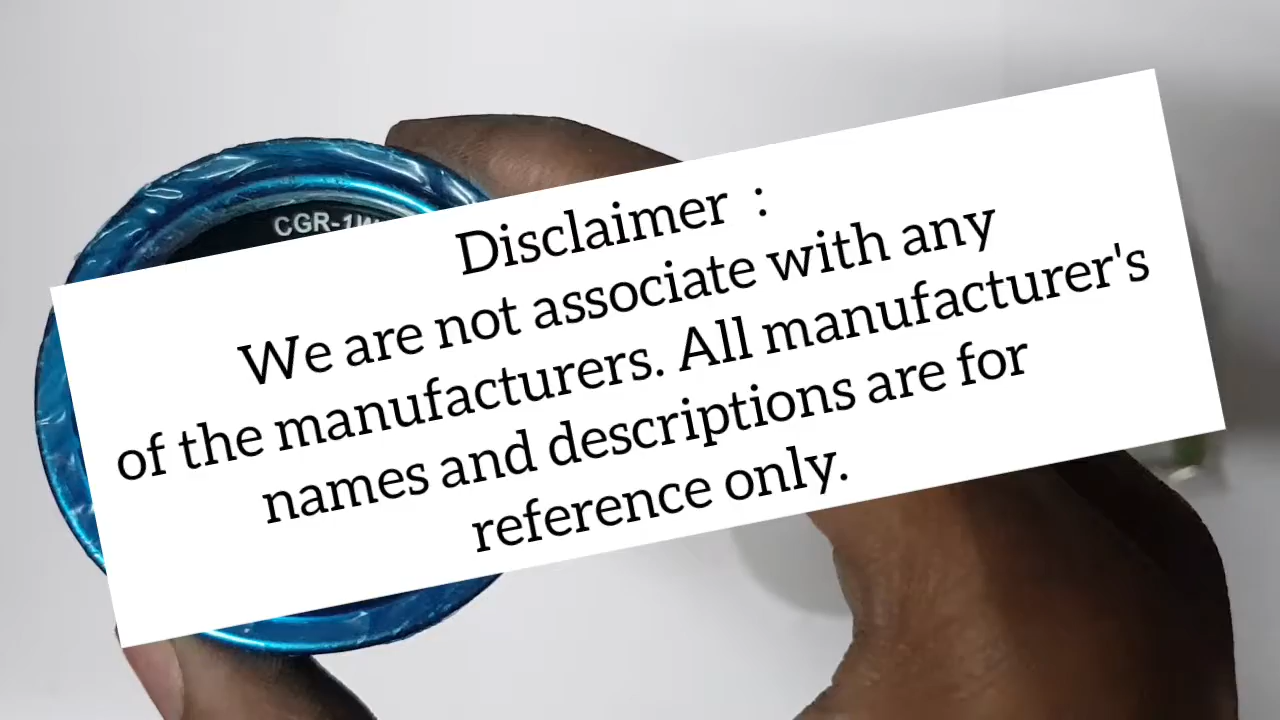 CGR-1W
Disclaimer :
We are not associate with any
of the manufacturers. All manufacturer's
names and descriptions are for
reference only.